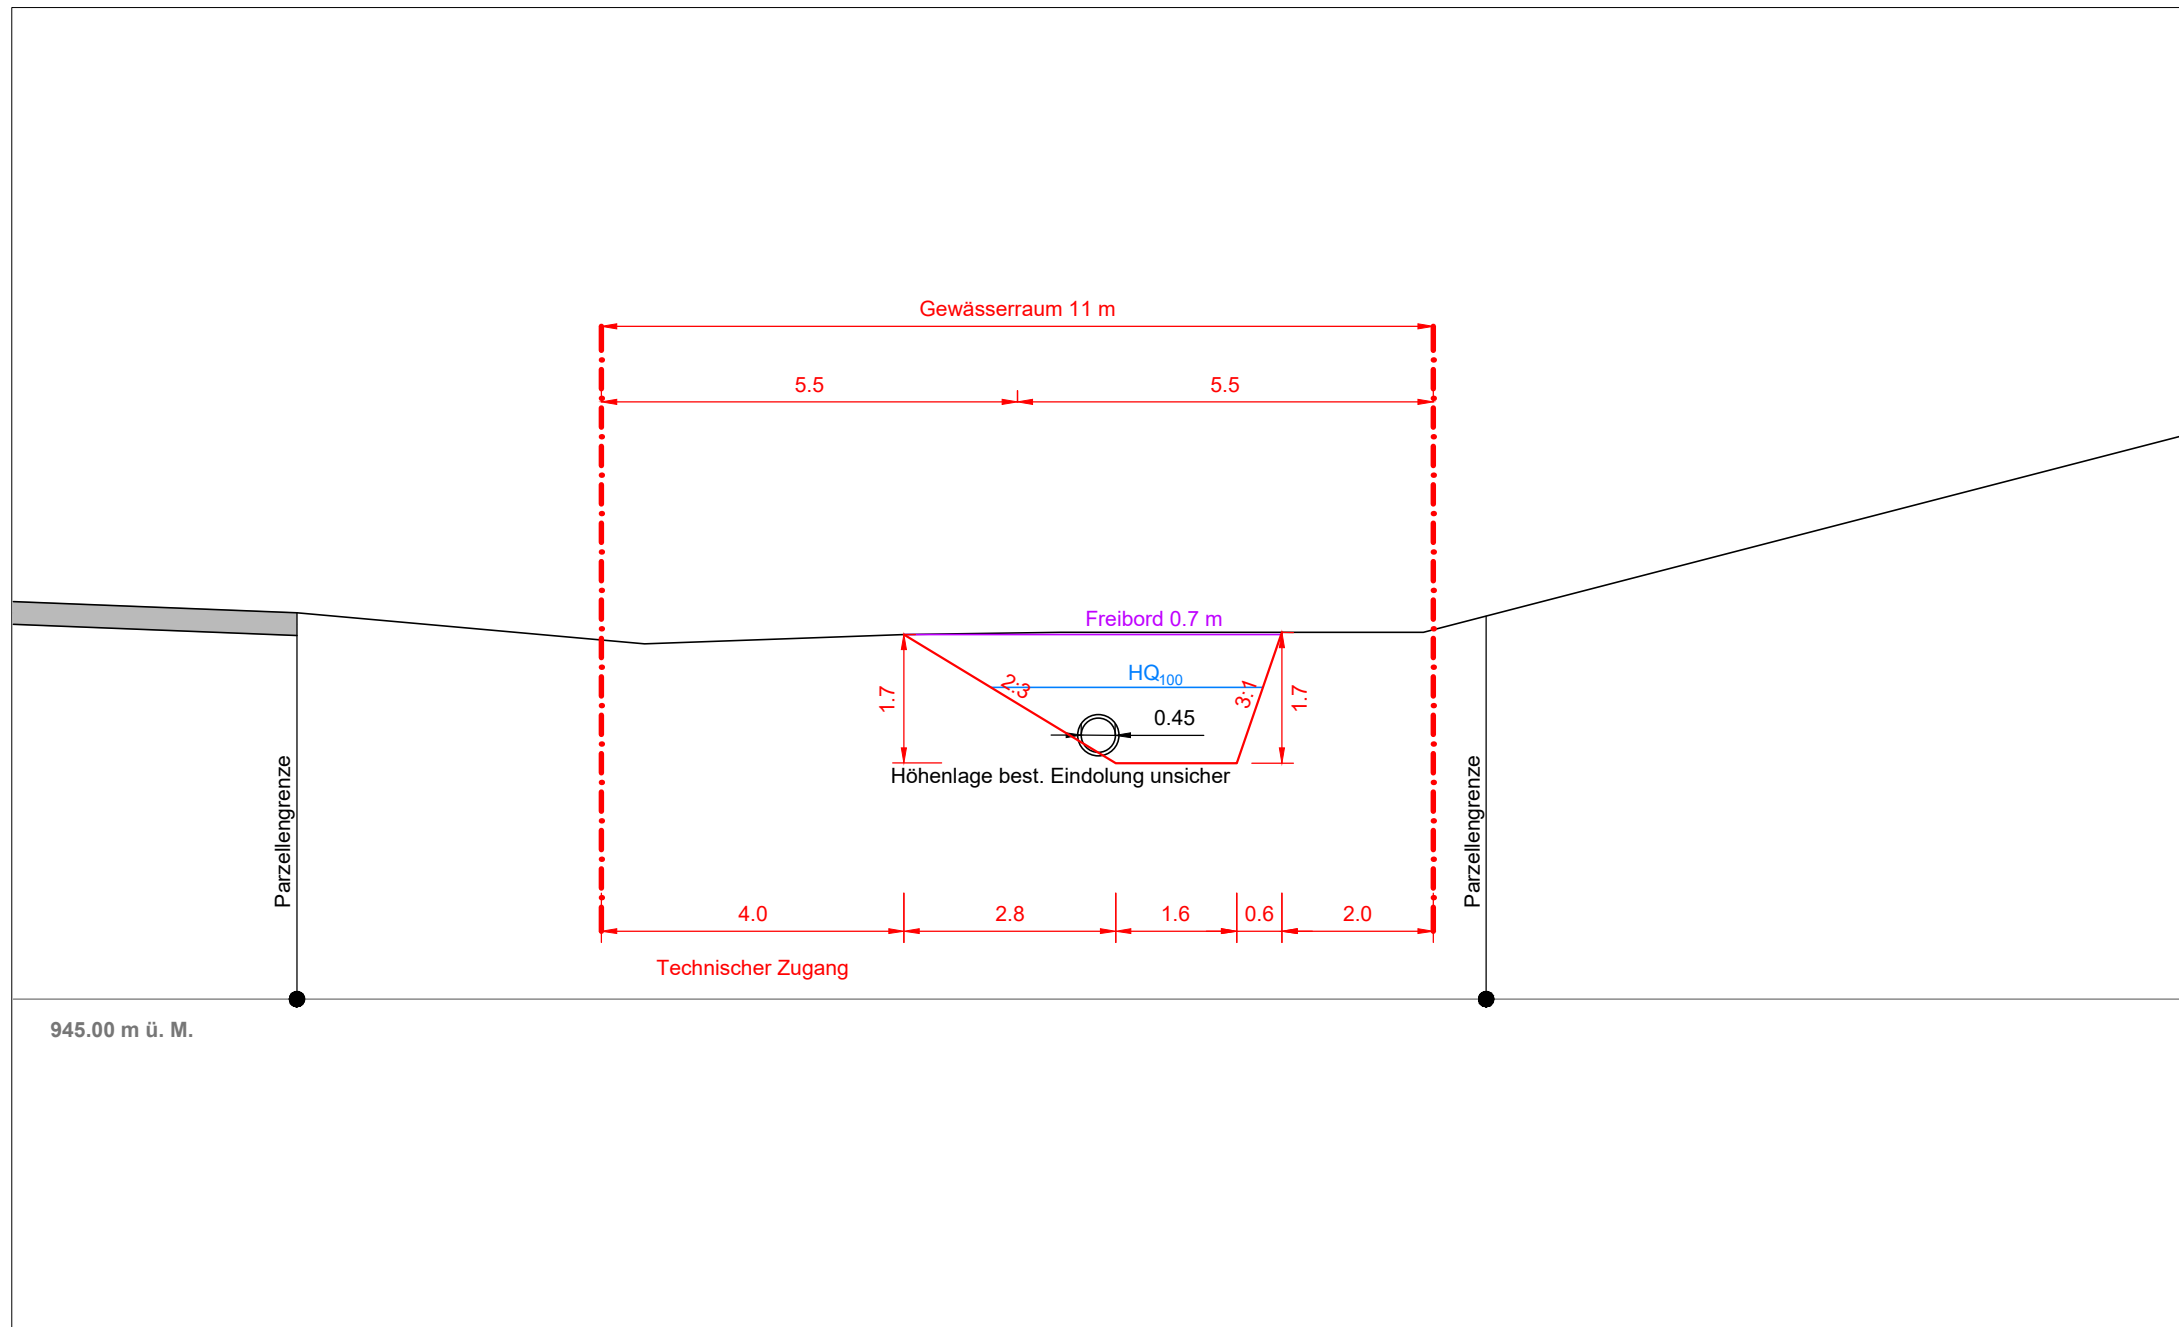 Gewässerraum 11 m
5.5 5.5
Freibord 0.7 m
HQ100
2:3 3:1
1.7 1.7
0.45
Höhenlage best. Eindolung unsicher
Parzellengrenze Parzellengrenze
4.0 2.8 1.6 0.6 2.0
Technischer Zugang
945.00 m ü. M.